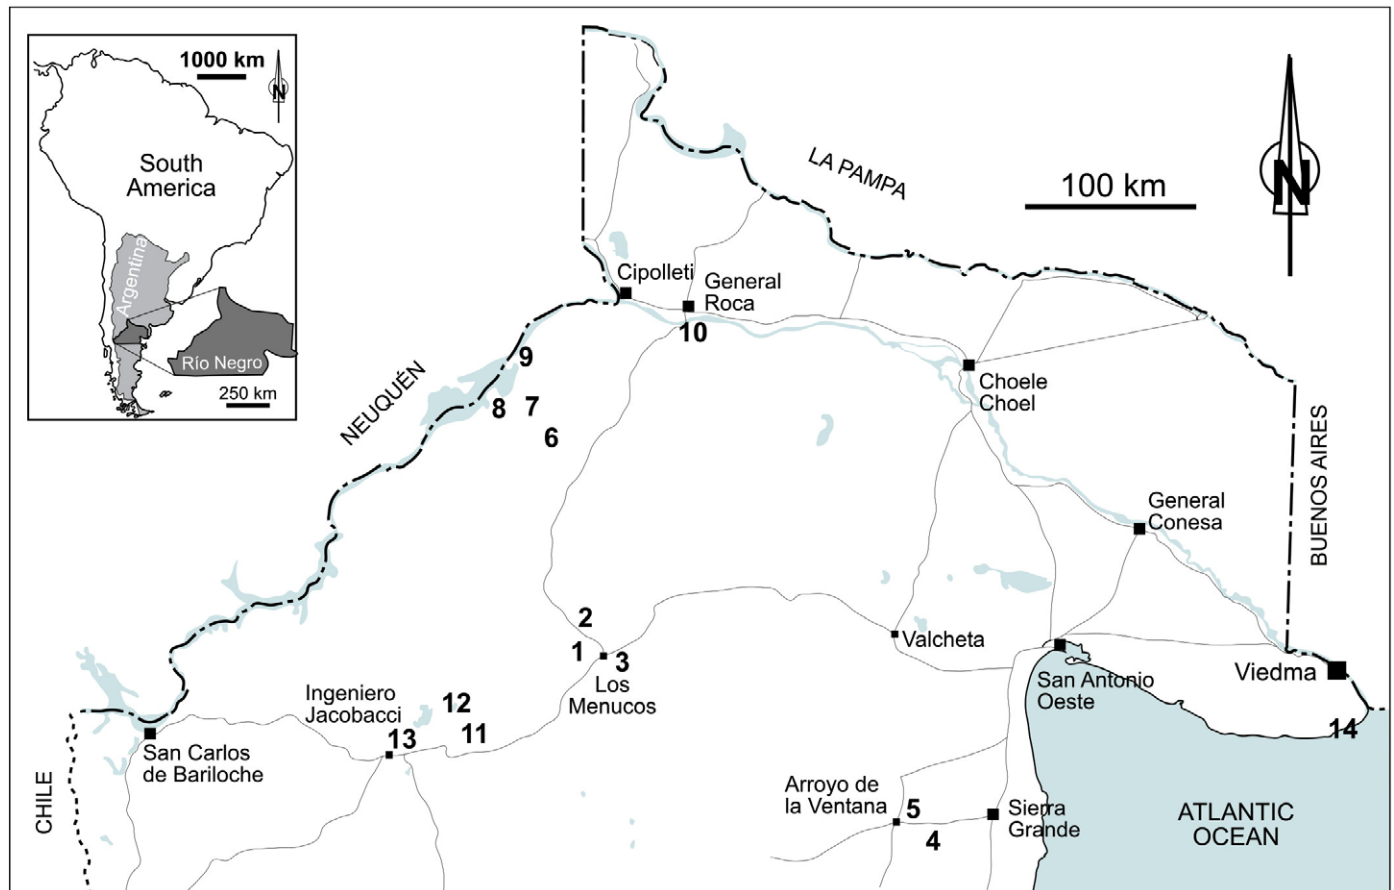 1000 km
N
South
America
Argentina
Río Negro
250 km
LA PAMPA
100 km
N
Cipolleti
General
Roca
10
9
NEUQUÉN
8
7
6
Choele
Choel
BUENOS AIRES
General
Conesa
2
1
3
Los
Menucos
Valcheta
San Antonio
Oeste
Viedma
14
Ingeniero
Jacobacci
12
11
13
San Carlos
de Bariloche
CHILE
Arroyo de
la Ventana
5
4
Sierra
Grande
ATLANTIC
OCEAN